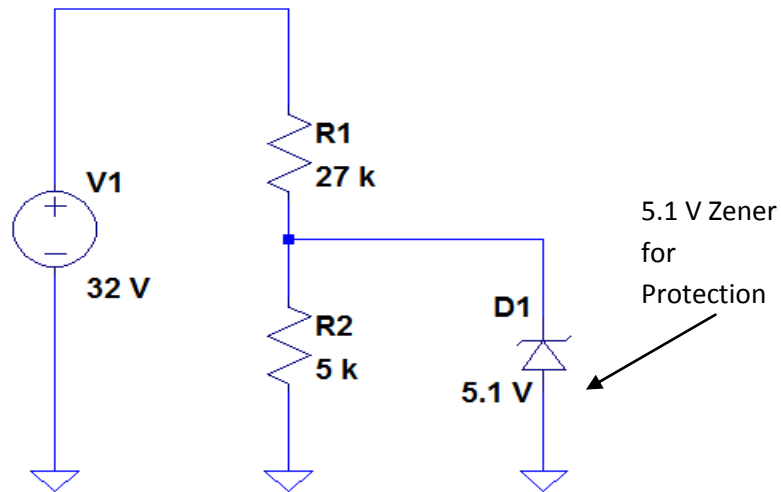 R1
27 k
V1
+
−
32 V
5.1 V Zener
for
Protection
R2
5 k
D1
5.1 V